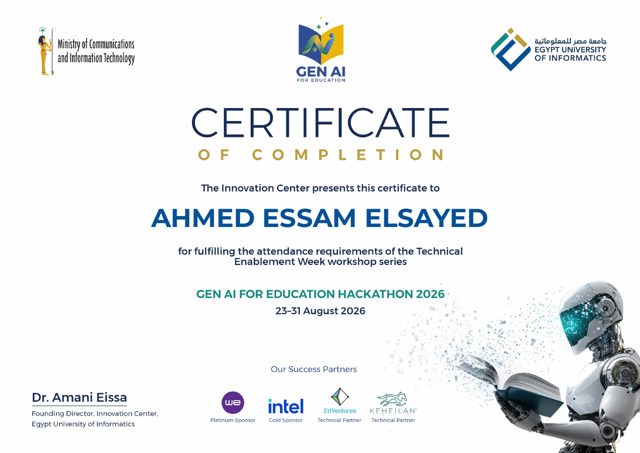 Ministry of Communications
and Information Technology
GEN AI
FOR EDUCATION
جامعة مصر للمعلوماتية
EGYPT UNIVERSITY
OF INFORMATICS
CERTIFICATE
OF COMPLETION
The Innovation Center presents this certificate to
AHMED ESSAM ELSAYED
for fulfilling the attendance requirements of the Technical
Enablement Week workshop series
GEN AI FOR EDUCATION HACKATHON 2026
23–31 August 2026
Our Success Partners
Dr. Amani Eissa
Founding Director, Innovation Center,
Egypt University of Informatics
we
Platinum Sponsor
intel
Gold Sponsor
EdVentures
Technical Partner
KEHEILAN
Technical Partner